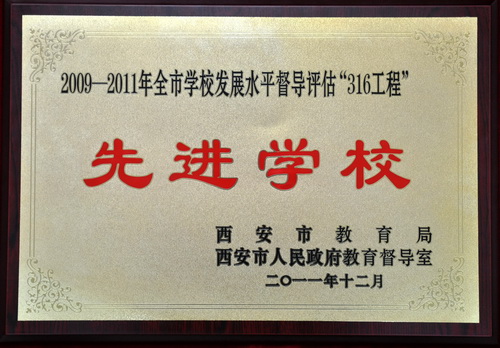 2009—2011年全市学校发展水平督导评估“316工程”
先进学校
西安市教育局
西安市人民政府教育督导室
二〇一一年十二月